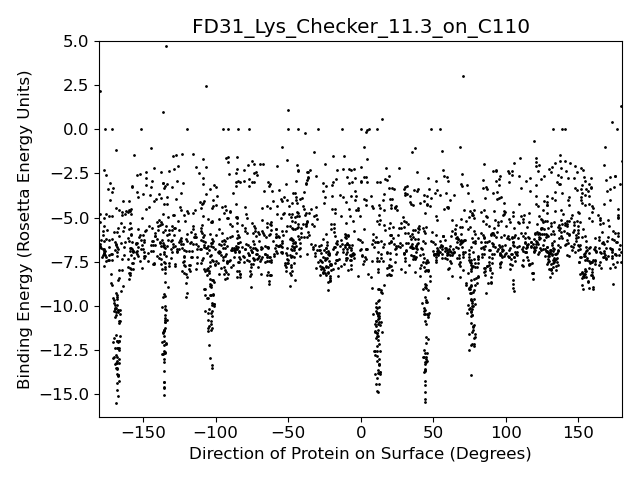 FD31_Lys_Checker_11.3_on_C110
5.0
2.5
0.0
−2.5
−5.0
−7.5
−10.0
−12.5
−15.0
Binding Energy (Rosetta Energy Units)
−150 −100 −50 0 50 100 150
Direction of Protein on Surface (Degrees)